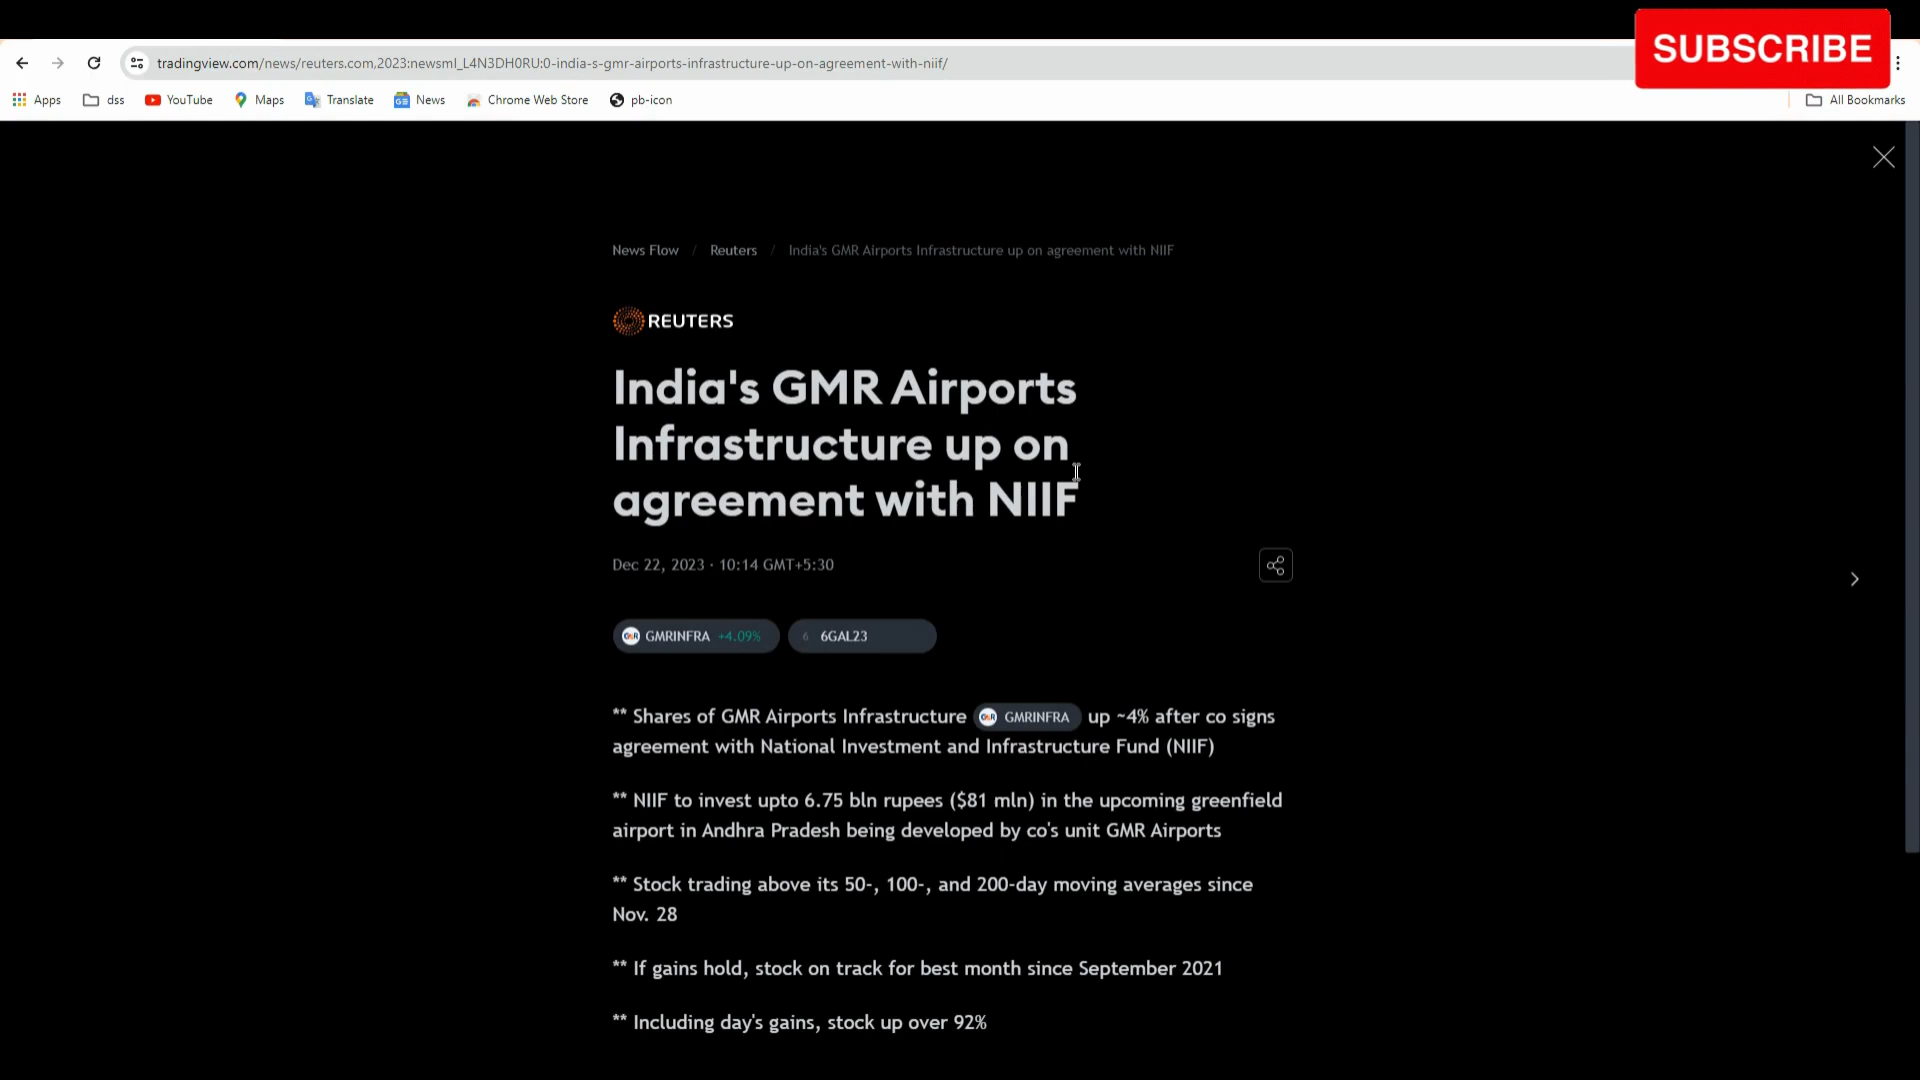 SUBSCRIBE
tradingview.com/news/reuters.com,2023:newsml_L4N3DH0RU:0-india-s-gmr-airports-infrastructure-up-on-agreement-with-niif/
Apps dss YouTube Maps Translate News Chrome Web Store pb-icon All Bookmarks
News Flow / Reuters / India's GMR Airports Infrastructure up on agreement with NIIF
REUTERS
India's GMR Airports
Infrastructure up on
agreement with NIIF
Dec 22, 2023 · 10:14 GMT+5:30
GMR GMRINFRA +4.09% 6 6GAL23
** Shares of GMR Airports Infrastructure GMR GMRINFRA up ~4% after co signs
agreement with National Investment and Infrastructure Fund (NIIF)
** NIIF to invest upto 6.75 bln rupees ($81 mln) in the upcoming greenfield
airport in Andhra Pradesh being developed by co's unit GMR Airports
** Stock trading above its 50-, 100-, and 200-day moving averages since
Nov. 28
** If gains hold, stock on track for best month since September 2021
** Including day's gains, stock up over 92%